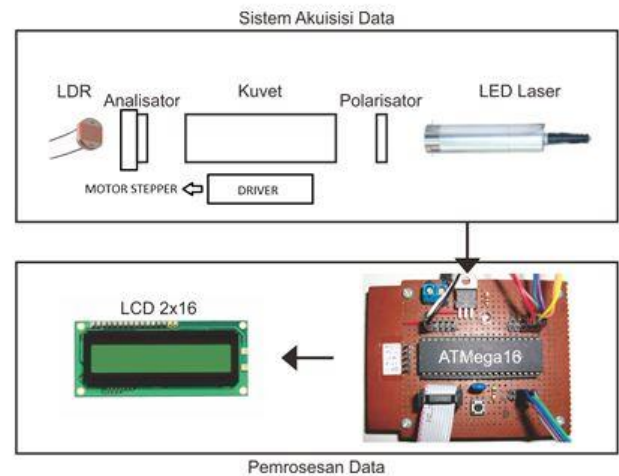 Sistem Akuisisi Data
LDR
Analisator
Kuvet
Polarisator
LED Laser
MOTOR STEPPER
DRIVER
LCD 2x16
ATMega16
Pemrosesan Data